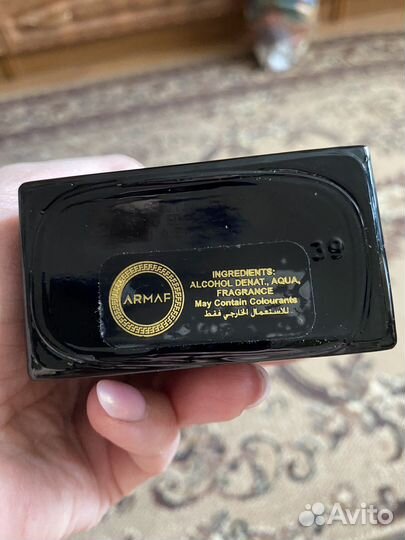 ARMAF
INGREDIENTS:
ALCOHOL DENAT., AQUA,
FRAGRANCE
May Contain Colourants
للاستعمال الخارجي فقط
39
Avito